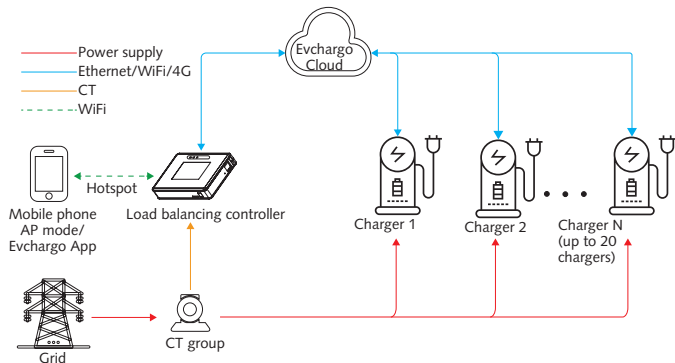 Evchargo
Cloud
Power supply
Ethernet/WiFi/4G
CT
WiFi
Hotspot
Mobile phone
AP mode/
Evchargo App
Load balancing controller
Charger 1
Charger 2
Charger N
(up to 20
chargers)
Grid
CT group